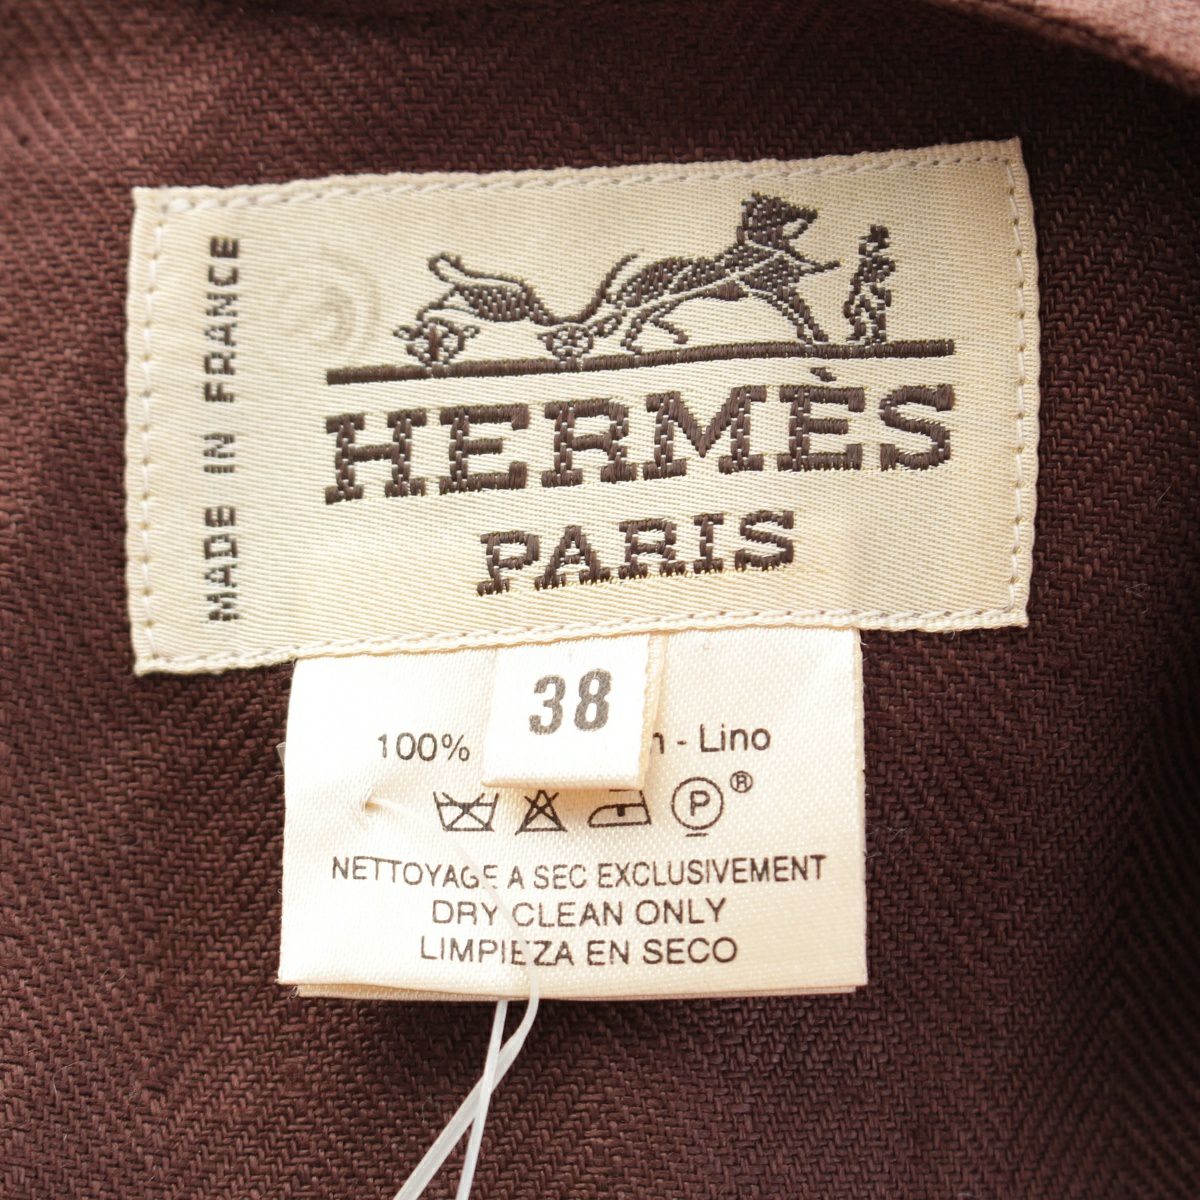 MADE IN FRANCE
HERMÈS
PARIS
38
100% - Lino
P ®
NETTOYAGE A SEC EXCLUSIVEMENT
DRY CLEAN ONLY
LIMPIEZA EN SECO